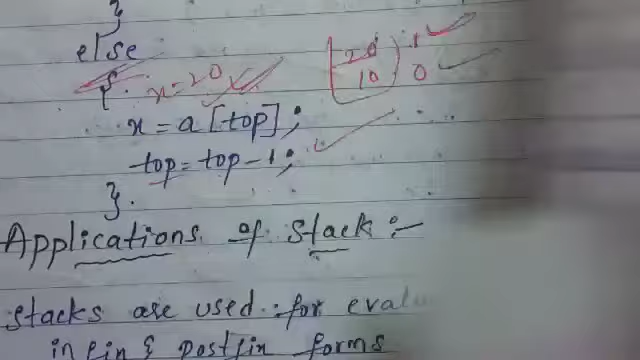 }
else
{ x=20
20 1
10 0
x = a [top];
top = top - 1;
}.
Applications of stack :-
stacks are used for
infix & postfix forms